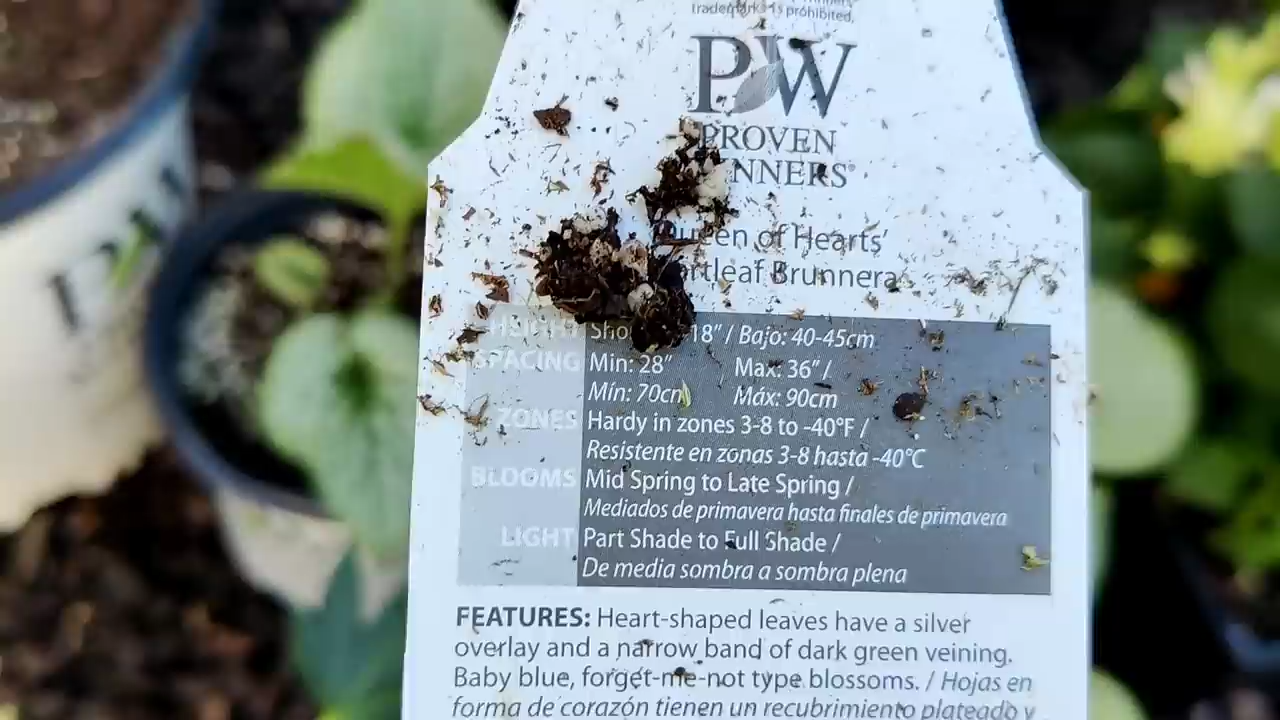 trademarks is prohibited.
PW
PROVEN
NNERS®
Queen of Hearts’
rtleaf Brunnera
HEIGHT Sho 18” / Bajo: 40-45cm
SPACING Min: 28” Max: 36” /
Mín: 70cm Máx: 90cm
ZONES Hardy in zones 3-8 to -40°F /
Resistente en zonas 3-8 hasta -40°C
BLOOMS Mid Spring to Late Spring /
Mediados de primavera hasta finales de primavera
LIGHT Part Shade to Full Shade /
De media sombra a sombra plena
FEATURES: Heart-shaped leaves have a silver
overlay and a narrow band of dark green veining.
Baby blue, forget-me-not type blossoms. / Hojas en
forma de corazón tienen un recubrimiento plateado y